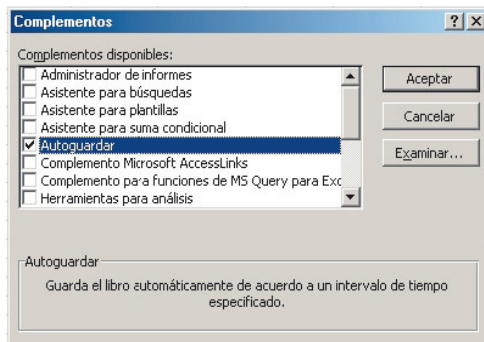 Complementos
Complementos disponibles:
Administrador de informes
Asistente para búsquedas
Asistente para plantillas
Asistente para suma condicional
Autoguardar
Complemento Microsoft AccessLinks
Complemento para funciones de MS Query para Exc
Herramientas para análisis
Aceptar
Cancelar
Examinar...
Autoguardar
Guarda el libro automáticamente de acuerdo a un intervalo de tiempo
especificado.